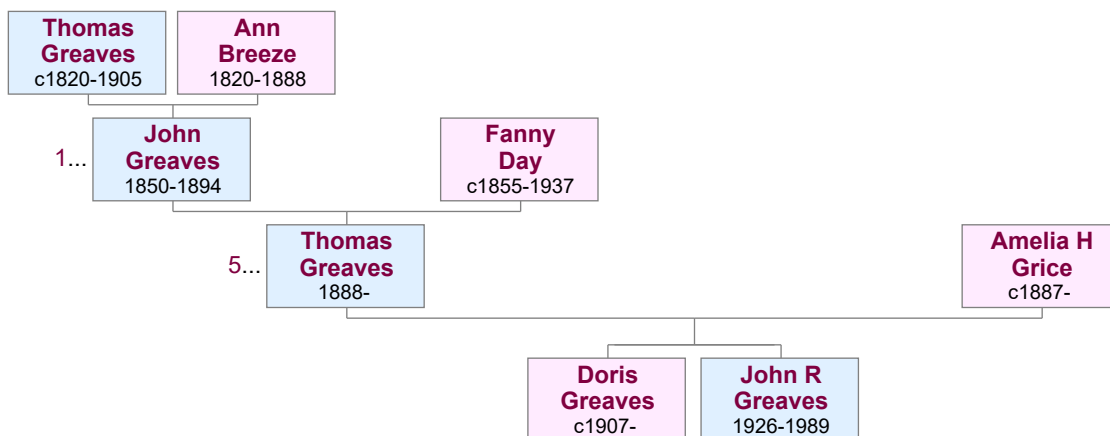 Thomas
Greaves
c1820-1905
Ann
Breeze
1820-1888
1...
John
Greaves
1850-1894
Fanny
Day
c1855-1937
5...
Thomas
Greaves
1888-
Amelia H
Grice
c1887-
Doris
Greaves
c1907-
John R
Greaves
1926-1989